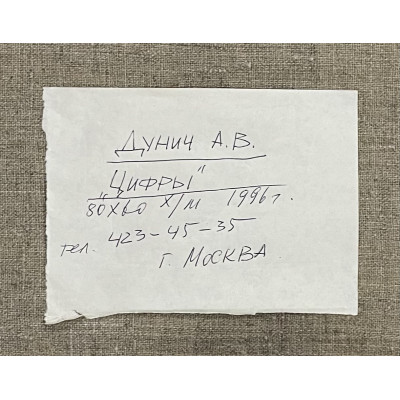 Дунич А.В.
"Цифры"
80х60 х/м 1996г.
тел. 423-45-35
г. Москва